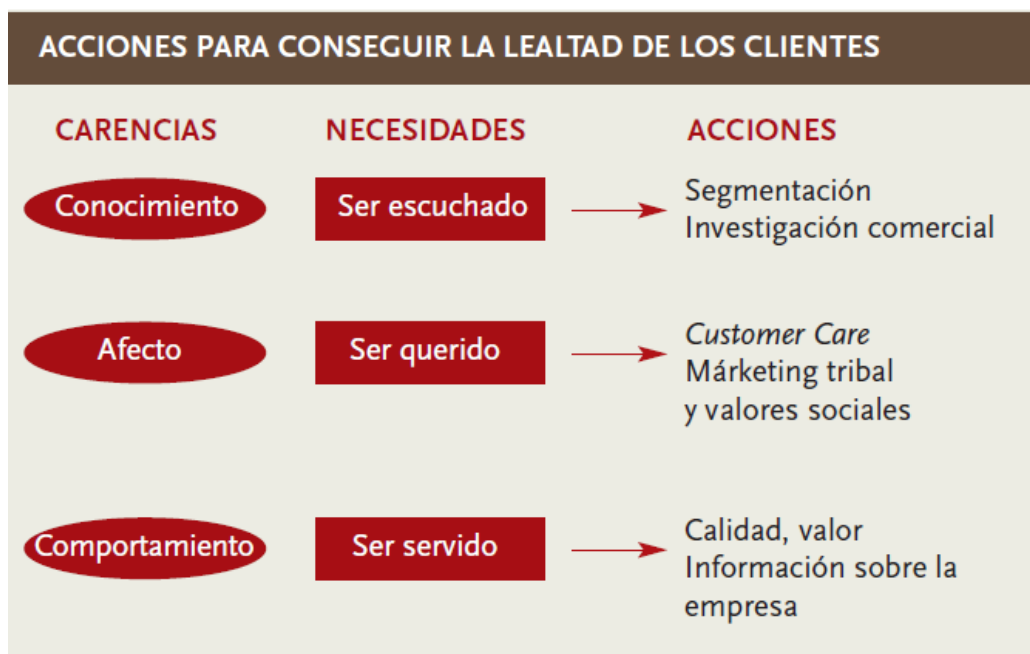 ACCIONES PARA CONSEGUIR LA LEALTAD DE LOS CLIENTES
CARENCIAS NECESIDADES ACCIONES
Conocimiento Ser escuchado Segmentación
Investigación comercial
Afecto Ser querido Customer Care
Márketing tribal
y valores sociales
Comportamiento Ser servido Calidad, valor
Información sobre la
empresa